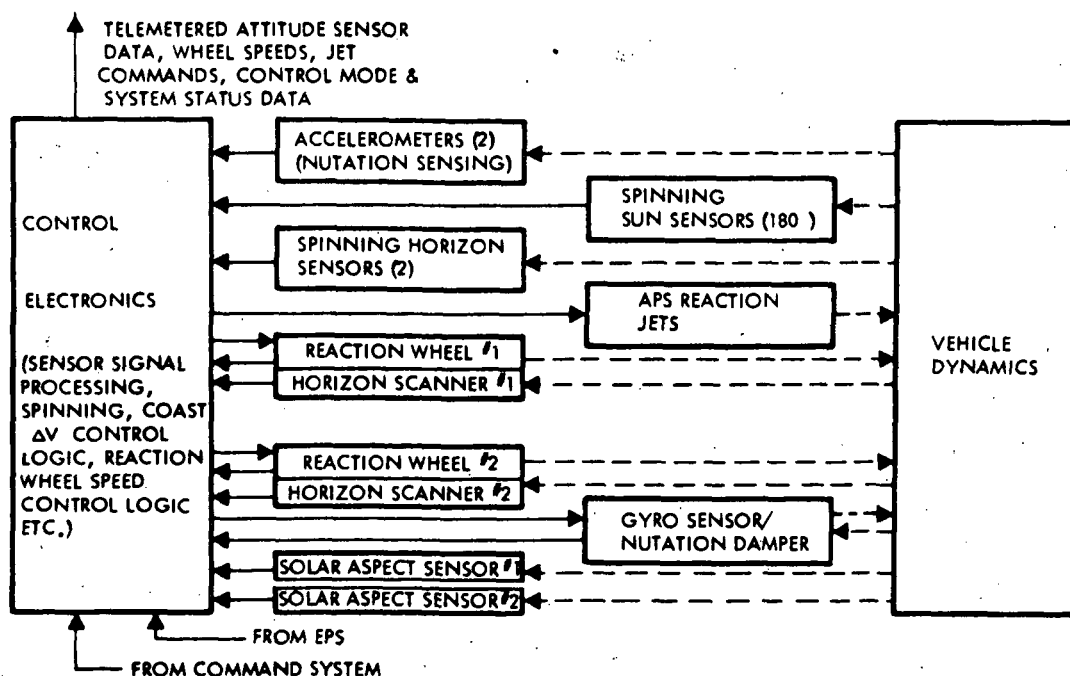 TELEMETERED ATTITUDE SENSOR
DATA, WHEEL SPEEDS, JET
COMMANDS, CONTROL MODE &
SYSTEM STATUS DATA
CONTROL
ELECTRONICS
(SENSOR SIGNAL
PROCESSING,
SPINNING, COAST
ΔV CONTROL
LOGIC, REACTION
WHEEL SPEED
CONTROL LOGIC
ETC.)
ACCELEROMETERS (2)
(NUTATION SENSING)
SPINNING
SUN SENSORS (180 )
SPINNING HORIZON
SENSORS (2)
APS REACTION
JETS
REACTION WHEEL #1
HORIZON SCANNER #1
REACTION WHEEL #2
HORIZON SCANNER #2
GYRO SENSOR/
NUTATION DAMPER
SOLAR ASPECT SENSOR #1
SOLAR ASPECT SENSOR #2
VEHICLE
DYNAMICS
FROM EPS
FROM COMMAND SYSTEM